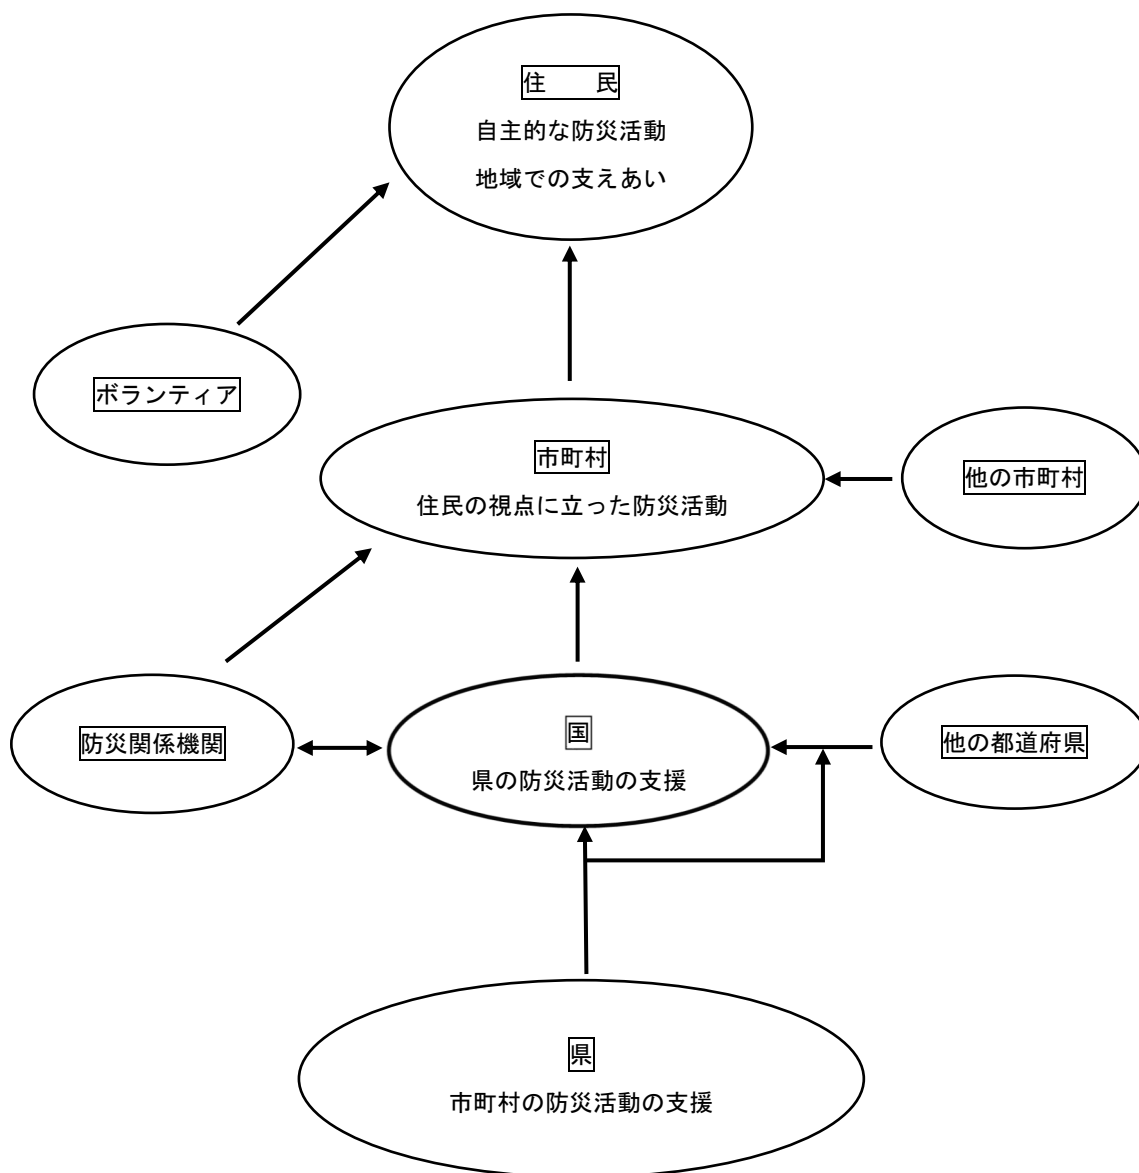 住　　民
自主的な防災活動
地域での支えあい
ボランティア
市町村
住民の視点に立った防災活動
他の市町村
防災関係機関
国
県の防災活動の支援
他の都道府県
県
市町村の防災活動の支援